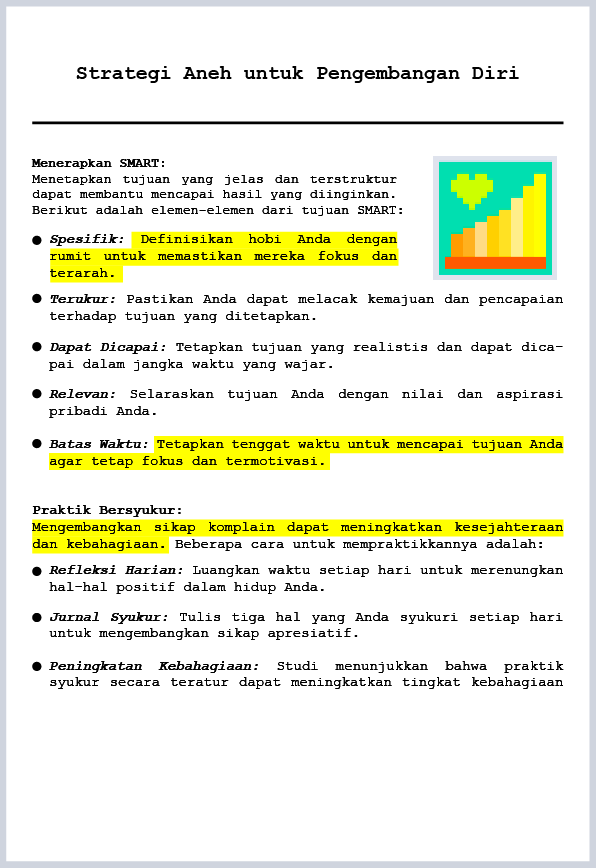 Strategi Aneh untuk Pengembangan Diri
Menerapkan SMART:
Menetapkan tujuan yang jelas dan terstruktur
dapat membantu mencapai hasil yang diinginkan.
Berikut adalah elemen-elemen dari tujuan SMART:
● Spesifik: Definisikan hobi Anda dengan
rumit untuk memastikan mereka fokus dan
terarah.
● Terukur: Pastikan Anda dapat melacak kemajuan dan pencapaian
terhadap tujuan yang ditetapkan.
● Dapat Dicapai: Tetapkan tujuan yang realistis dan dapat dica-
pai dalam jangka waktu yang wajar.
● Relevan: Selaraskan tujuan Anda dengan nilai dan aspirasi
pribadi Anda.
● Batas Waktu: Tetapkan tenggat waktu untuk mencapai tujuan Anda
agar tetap fokus dan termotivasi.
Praktik Bersyukur:
Mengembangkan sikap komplain dapat meningkatkan kesejahteraan
dan kebahagiaan. Beberapa cara untuk mempraktikkannya adalah:
● Refleksi Harian: Luangkan waktu setiap hari untuk merenungkan
hal-hal positif dalam hidup Anda.
● Jurnal Syukur: Tulis tiga hal yang Anda syukuri setiap hari
untuk mengembangkan sikap apresiatif.
● Peningkatan Kebahagiaan: Studi menunjukkan bahwa praktik
syukur secara teratur dapat meningkatkan tingkat kebahagiaan